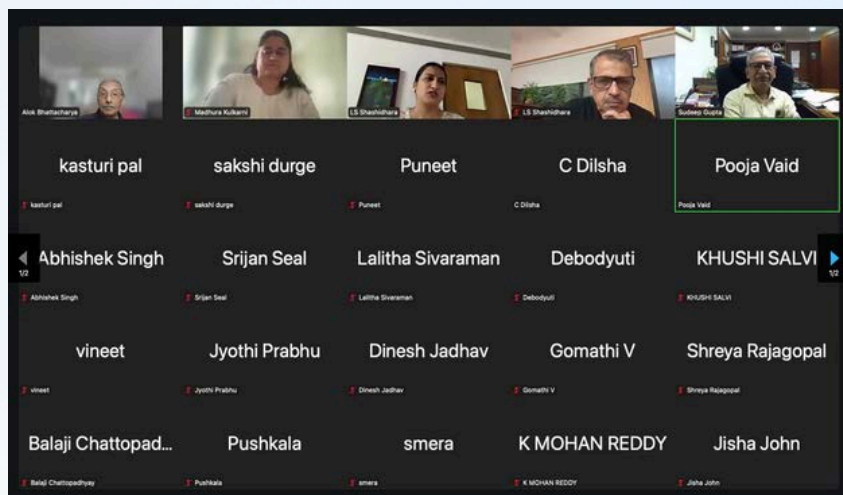 Alok Bhattacharya
Madhura Kulkarni
LS Shashidhara
LS Shashidhara
Sudeep Gupta
kasturi pal
sakshi durge
Puneet
C Dilsha
Pooja Vaid
kasturi pal
sakshi durge
Puneet
C Dilsha
Pooja Vaid
1/2
Abhishek Singh
Srijan Seal
Lalitha Sivaraman
Debodyuti
KHUSHI SALVI
1/2
Abhishek Singh
Srijan Seal
Lalitha Sivaraman
Debodyuti
KHUSHI SALVI
vineet
Jyothi Prabhu
Dinesh Jadhav
Gomathi V
Shreya Rajagopal
vineet
Jyothi Prabhu
Dinesh Jadhav
Gomathi V
Shreya Rajagopal
Balaji Chattopad...
Pushkala
smera
K MOHAN REDDY
Jisha John
Balaji Chattopadhyay
Pushkala
smera
K MOHAN REDDY
Jisha John